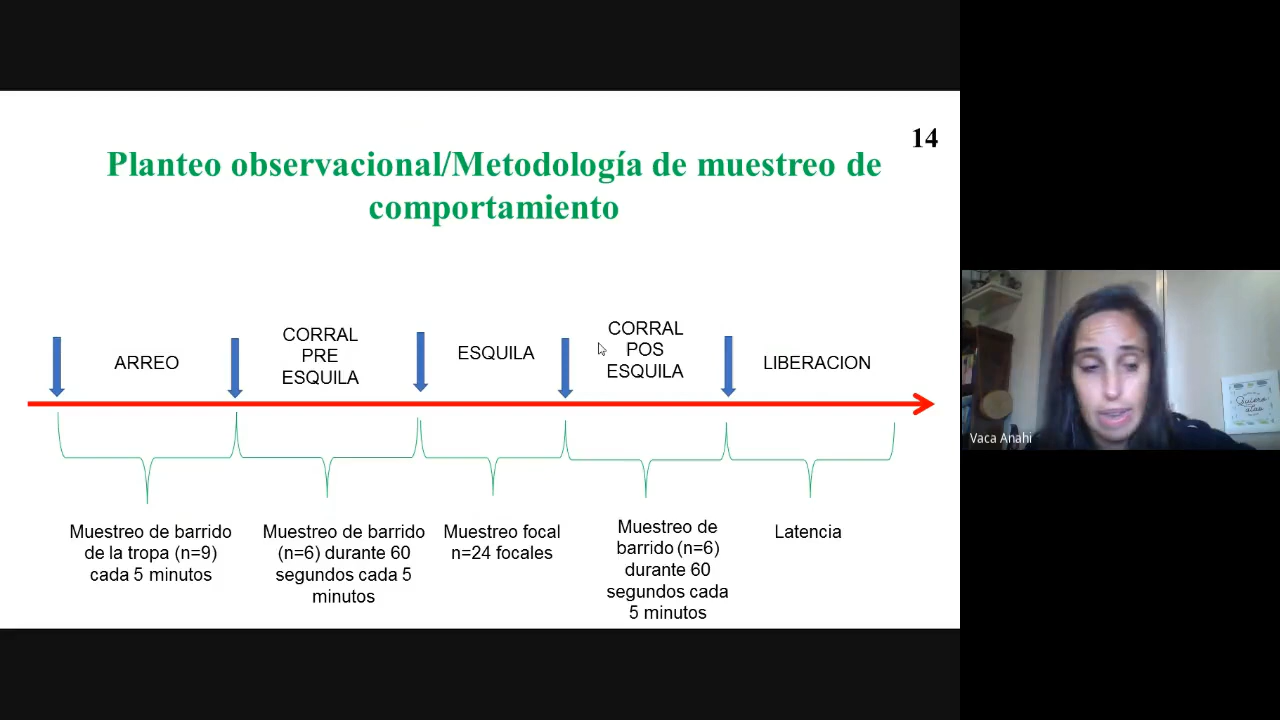 14
Planteo observacional/Metodología de muestreo de
comportamiento
ARREO
CORRAL
PRE
ESQUILA
ESQUILA
CORRAL
POS
ESQUILA
LIBERACION
Muestreo de barrido
de la tropa (n=9)
cada 5 minutos
Muestreo de barrido
(n=6) durante 60
segundos cada 5
minutos
Muestreo focal
n=24 focales
Muestreo de
barrido (n=6)
durante 60
segundos cada
5 minutos
Latencia
Vaca Anahi